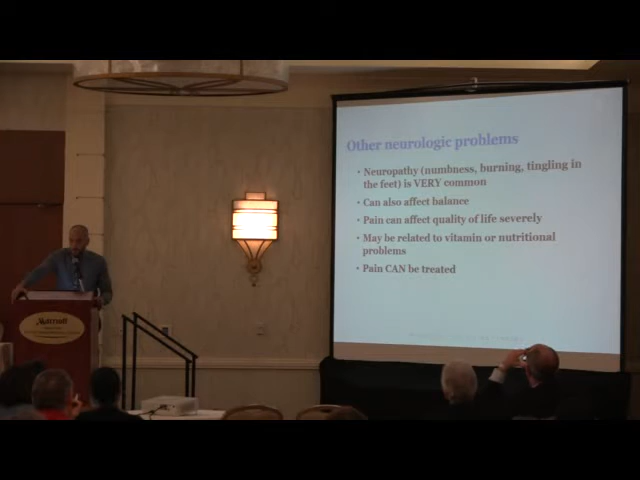 Other neurologic problems
• Neuropathy (numbness, burning, tingling in
the feet) is VERY common
• Can also affect balance
• Pain can affect quality of life severely
• May be related to vitamin or nutritional
problems
• Pain CAN be treated
Marriott